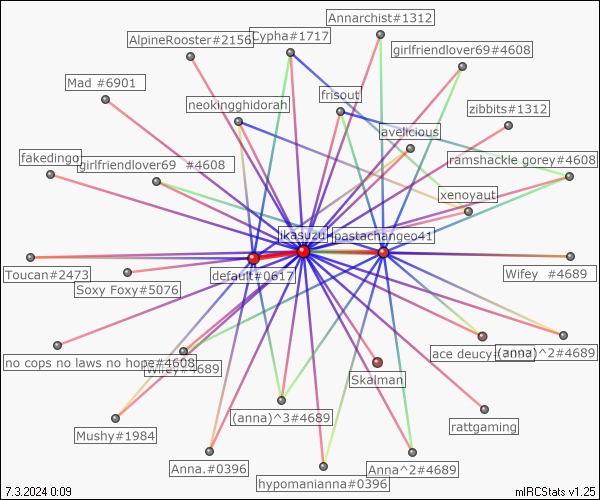 Annarchist#1312
AlpineRooster#2156
Cypha#1717
girlfriendlover69#4608
Mad #6901
frisout
neokingghidorah
zibbits#1312
lavelicious
fakedingo
girlfriendlover69 #4608
ramshackle gorey#4608
xenoyaut
jkasuzu
pastachangeo41
Toucan#2473
default#0617
Wifey #4689
Soxy Foxy#5076
no cops no laws no hope#4608
Wifey#4689
ace deucy
(anna)^2#4689
Skalman
(anna)^3#4689
Mushy#1984
rattgaming
Anna.#0396
Anna^2#4689
hypomanianna#0396
7.3.2024 0:09
mIRCStats v1.25